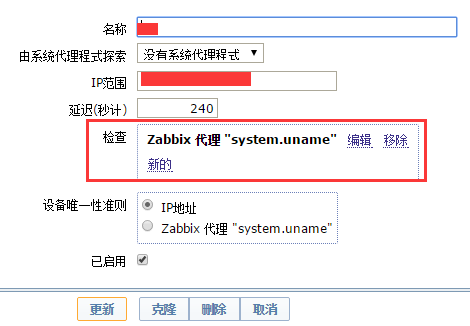 名称
由系统代理程式探索 没有系统代理程式
IP范围
延迟(秒计) 240
检查 Zabbix 代理 "system.uname" 编辑 移除
新的
设备唯一性准则 IP地址
Zabbix 代理 "system.uname"
已启用
更新 克隆 删除 取消